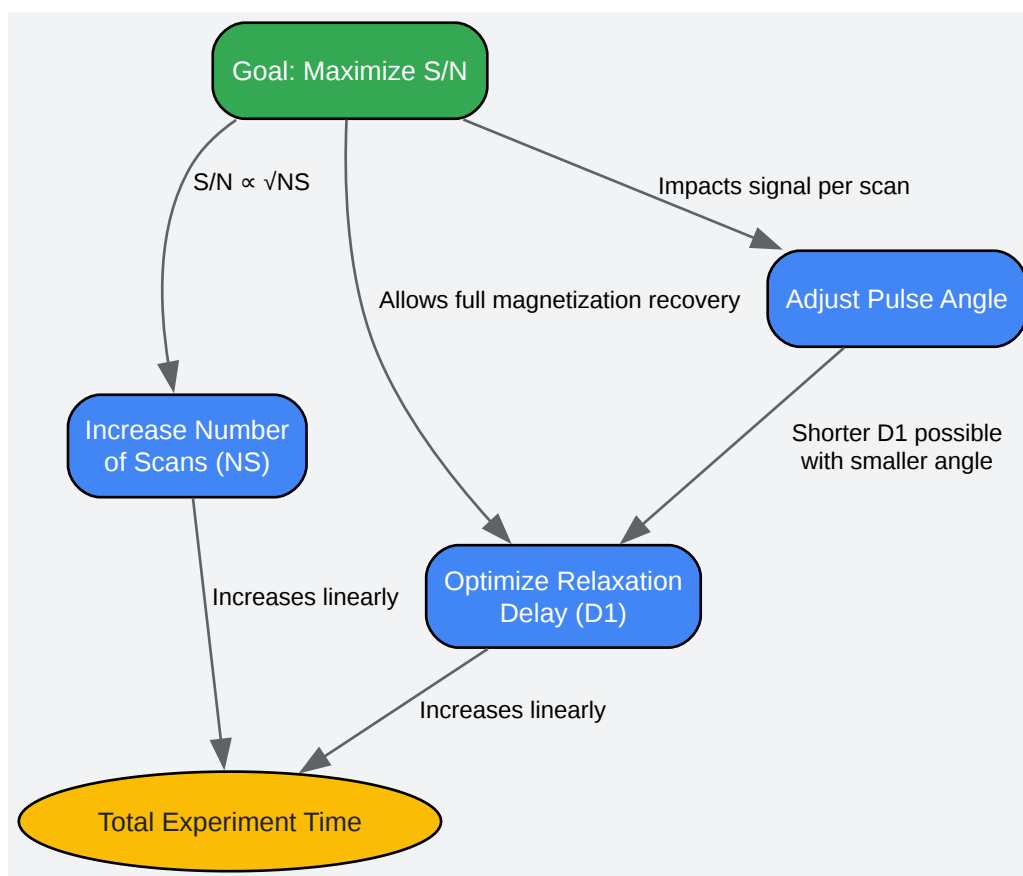 Goal: Maximize S/N
S/N ∝ √NS
Impacts signal per scan
Allows full magnetization recovery
Adjust Pulse Angle
Increase Number
of Scans (NS)
Shorter D1 possible
with smaller angle
Increases linearly
Optimize Relaxation
Delay (D1)
Increases linearly
Total Experiment Time